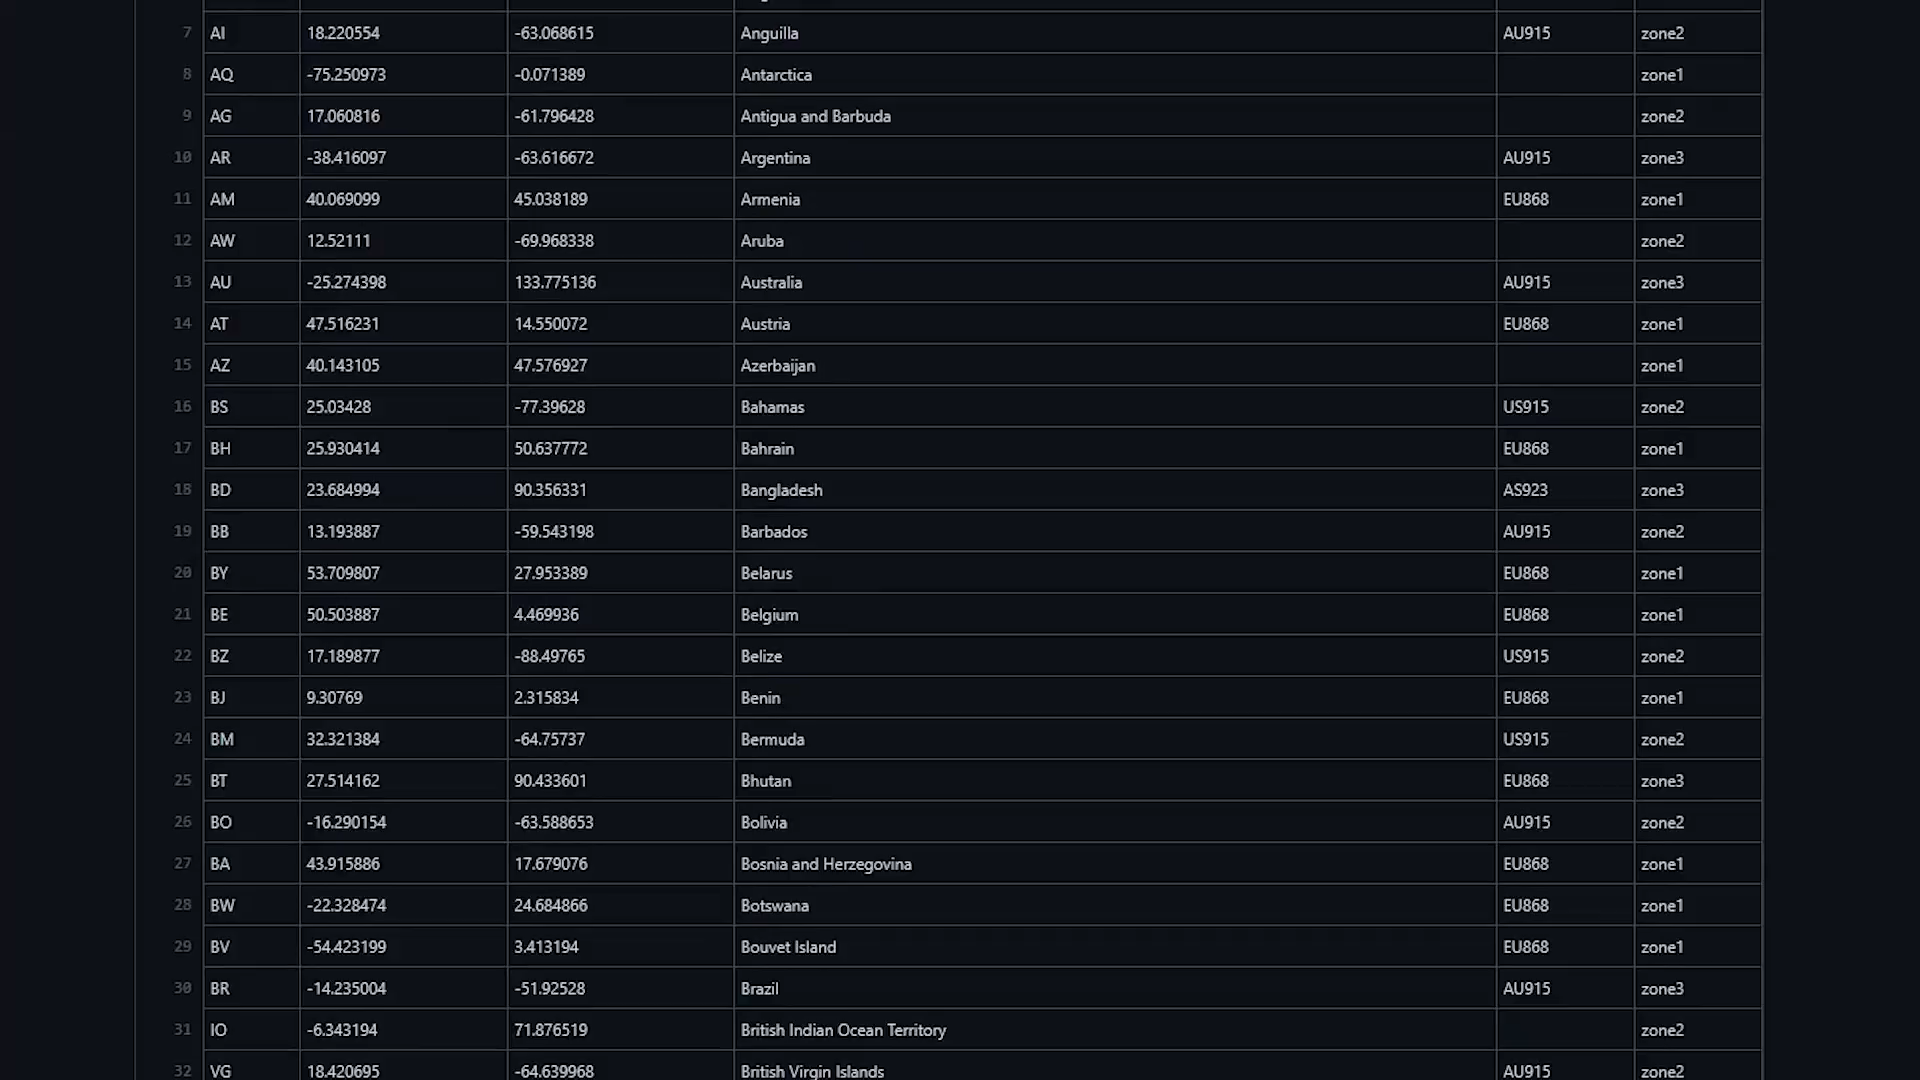 7 AI 18.220554 -63.068615 Anguilla AU915 zone2
8 AQ -75.250973 -0.071389 Antarctica zone1
9 AG 17.060816 -61.796428 Antigua and Barbuda zone2
10 AR -38.416097 -63.616672 Argentina AU915 zone3
11 AM 40.069099 45.038189 Armenia EU868 zone1
12 AW 12.52111 -69.968338 Aruba zone2
13 AU -25.274398 133.775136 Australia AU915 zone3
14 AT 47.516231 14.550072 Austria EU868 zone1
15 AZ 40.143105 47.576927 Azerbaijan zone1
16 BS 25.03428 -77.39628 Bahamas US915 zone2
17 BH 25.930414 50.637772 Bahrain EU868 zone1
18 BD 23.684994 90.356331 Bangladesh AS923 zone3
19 BB 13.193887 -59.543198 Barbados AU915 zone2
20 BY 53.709807 27.953389 Belarus EU868 zone1
21 BE 50.503887 4.469936 Belgium EU868 zone1
22 BZ 17.189877 -88.49765 Belize US915 zone2
23 BJ 9.30769 2.315834 Benin EU868 zone1
24 BM 32.321384 -64.75737 Bermuda US915 zone2
25 BT 27.514162 90.433601 Bhutan EU868 zone3
26 BO -16.290154 -63.588653 Bolivia AU915 zone2
27 BA 43.915886 17.679076 Bosnia and Herzegovina EU868 zone1
28 BW -22.328474 24.684866 Botswana EU868 zone1
29 BV -54.423199 3.413194 Bouvet Island EU868 zone1
30 BR -14.235004 -51.92528 Brazil AU915 zone3
31 IO -6.343194 71.876519 British Indian Ocean Territory zone2
32 VG 18.420695 -64.639968 British Virgin Islands AU915 zone2